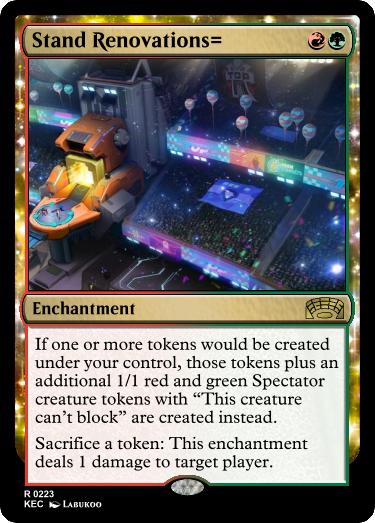 Stand Renovations=
Enchantment
If one or more tokens would be created
under your control, those tokens plus an
additional 1/1 red and green Spectator
creature tokens with “This creature
can’t block” are created instead.
Sacrifice a token: This enchantment
deals 1 damage to target player.
R 0223
KEC LABUKOO